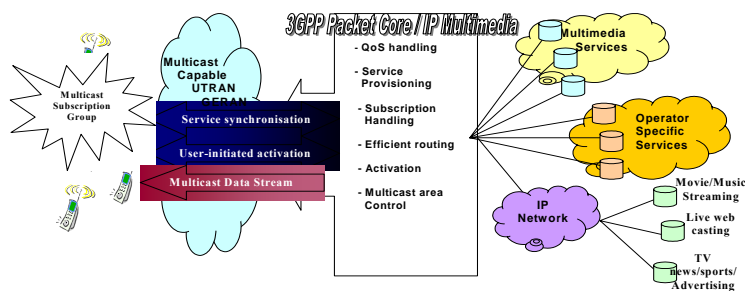 3GPP Packet Core / IP Multimedia
Multicast
Subscription
Group
Multicast
Capable
UTRAN
GERAN
Service synchronisation
User-initiated activation
Multicast Data Stream
- QoS handling
- Service
Provisioning
- Subscription
Handling
- Efficient routing
- Activation
- Multicast area
Control
Multimedia
Services
Operator
Specific
Services
IP
Network
Movie/Music
Streaming
Live web
casting
TV
news/sports/
Advertising